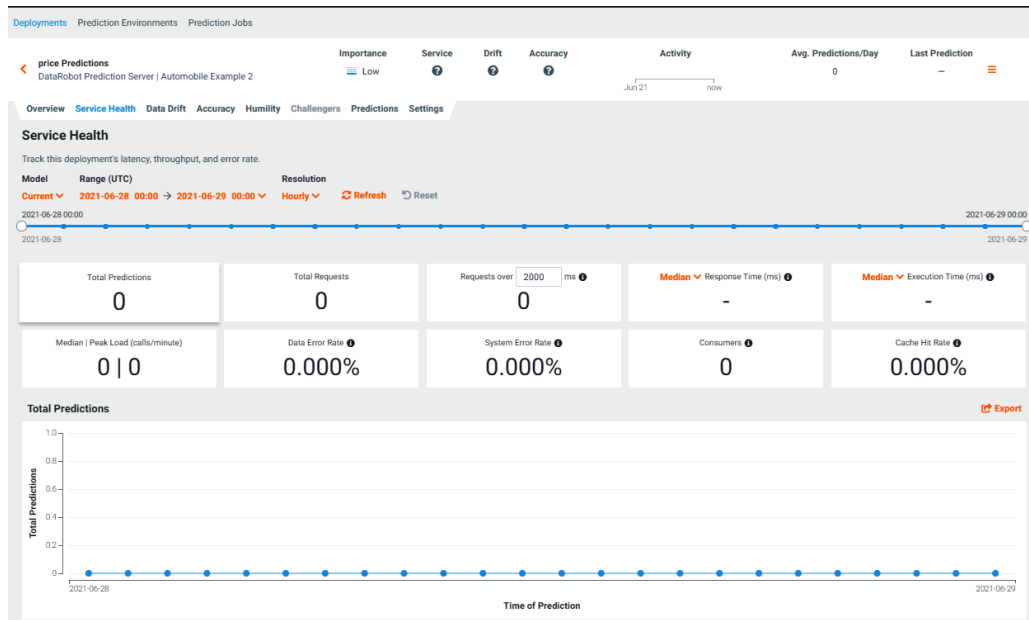 Deployments Prediction Environments Prediction Jobs
price Predictions
DataRobot Prediction Server | Automobile Example 2
Importance Service Drift Accuracy Activity Avg. Predictions/Day Last Prediction
Low ? ? ? 0 –
Jun 21 now
Overview Service Health Data Drift Accuracy Humility Challengers Predictions Settings
Service Health
Track this deployment's latency, throughput, and error rate.
Model Range (UTC) Resolution
Current 2021-06-28 00:00 → 2021-06-29 00:00 Hourly Refresh Reset
2021-06-28 00:00 2021-06-29 00:00
2021-06-28 2021-06-29
Total Predictions Total Requests Requests over 2000 ms Median Response Time (ms) Median Execution Time (ms)
0 0 0 - -
Median | Peak Load (calls/minute) Data Error Rate System Error Rate Consumers Cache Hit Rate
0 | 0 0.000% 0.000% 0 0.000%
Total Predictions Export
1.0
0.8
0.6
0.4
0.2
0
Total Predictions
2021-06-28 2021-06-29
Time of Prediction